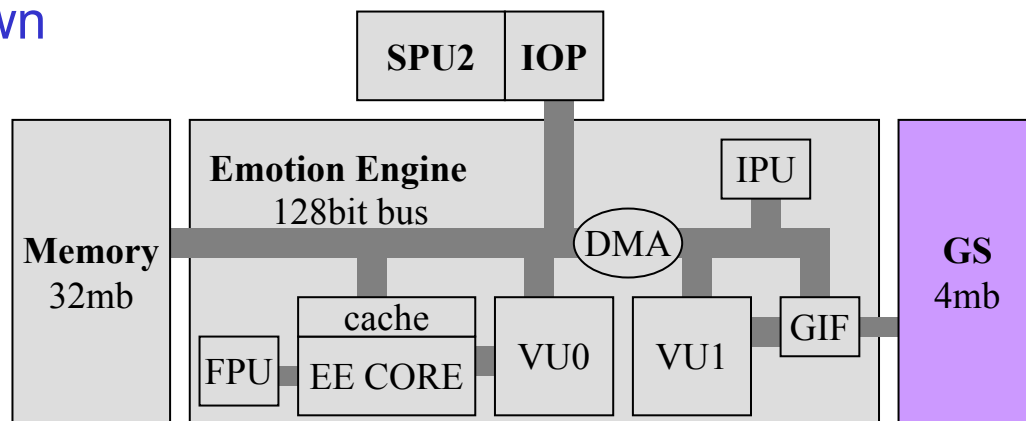 SPU2 IOP
Emotion Engine
128bit bus
IPU
DMA
Memory
32mb
GS
4mb
cache
EE CORE
FPU
VU0
VU1
GIF